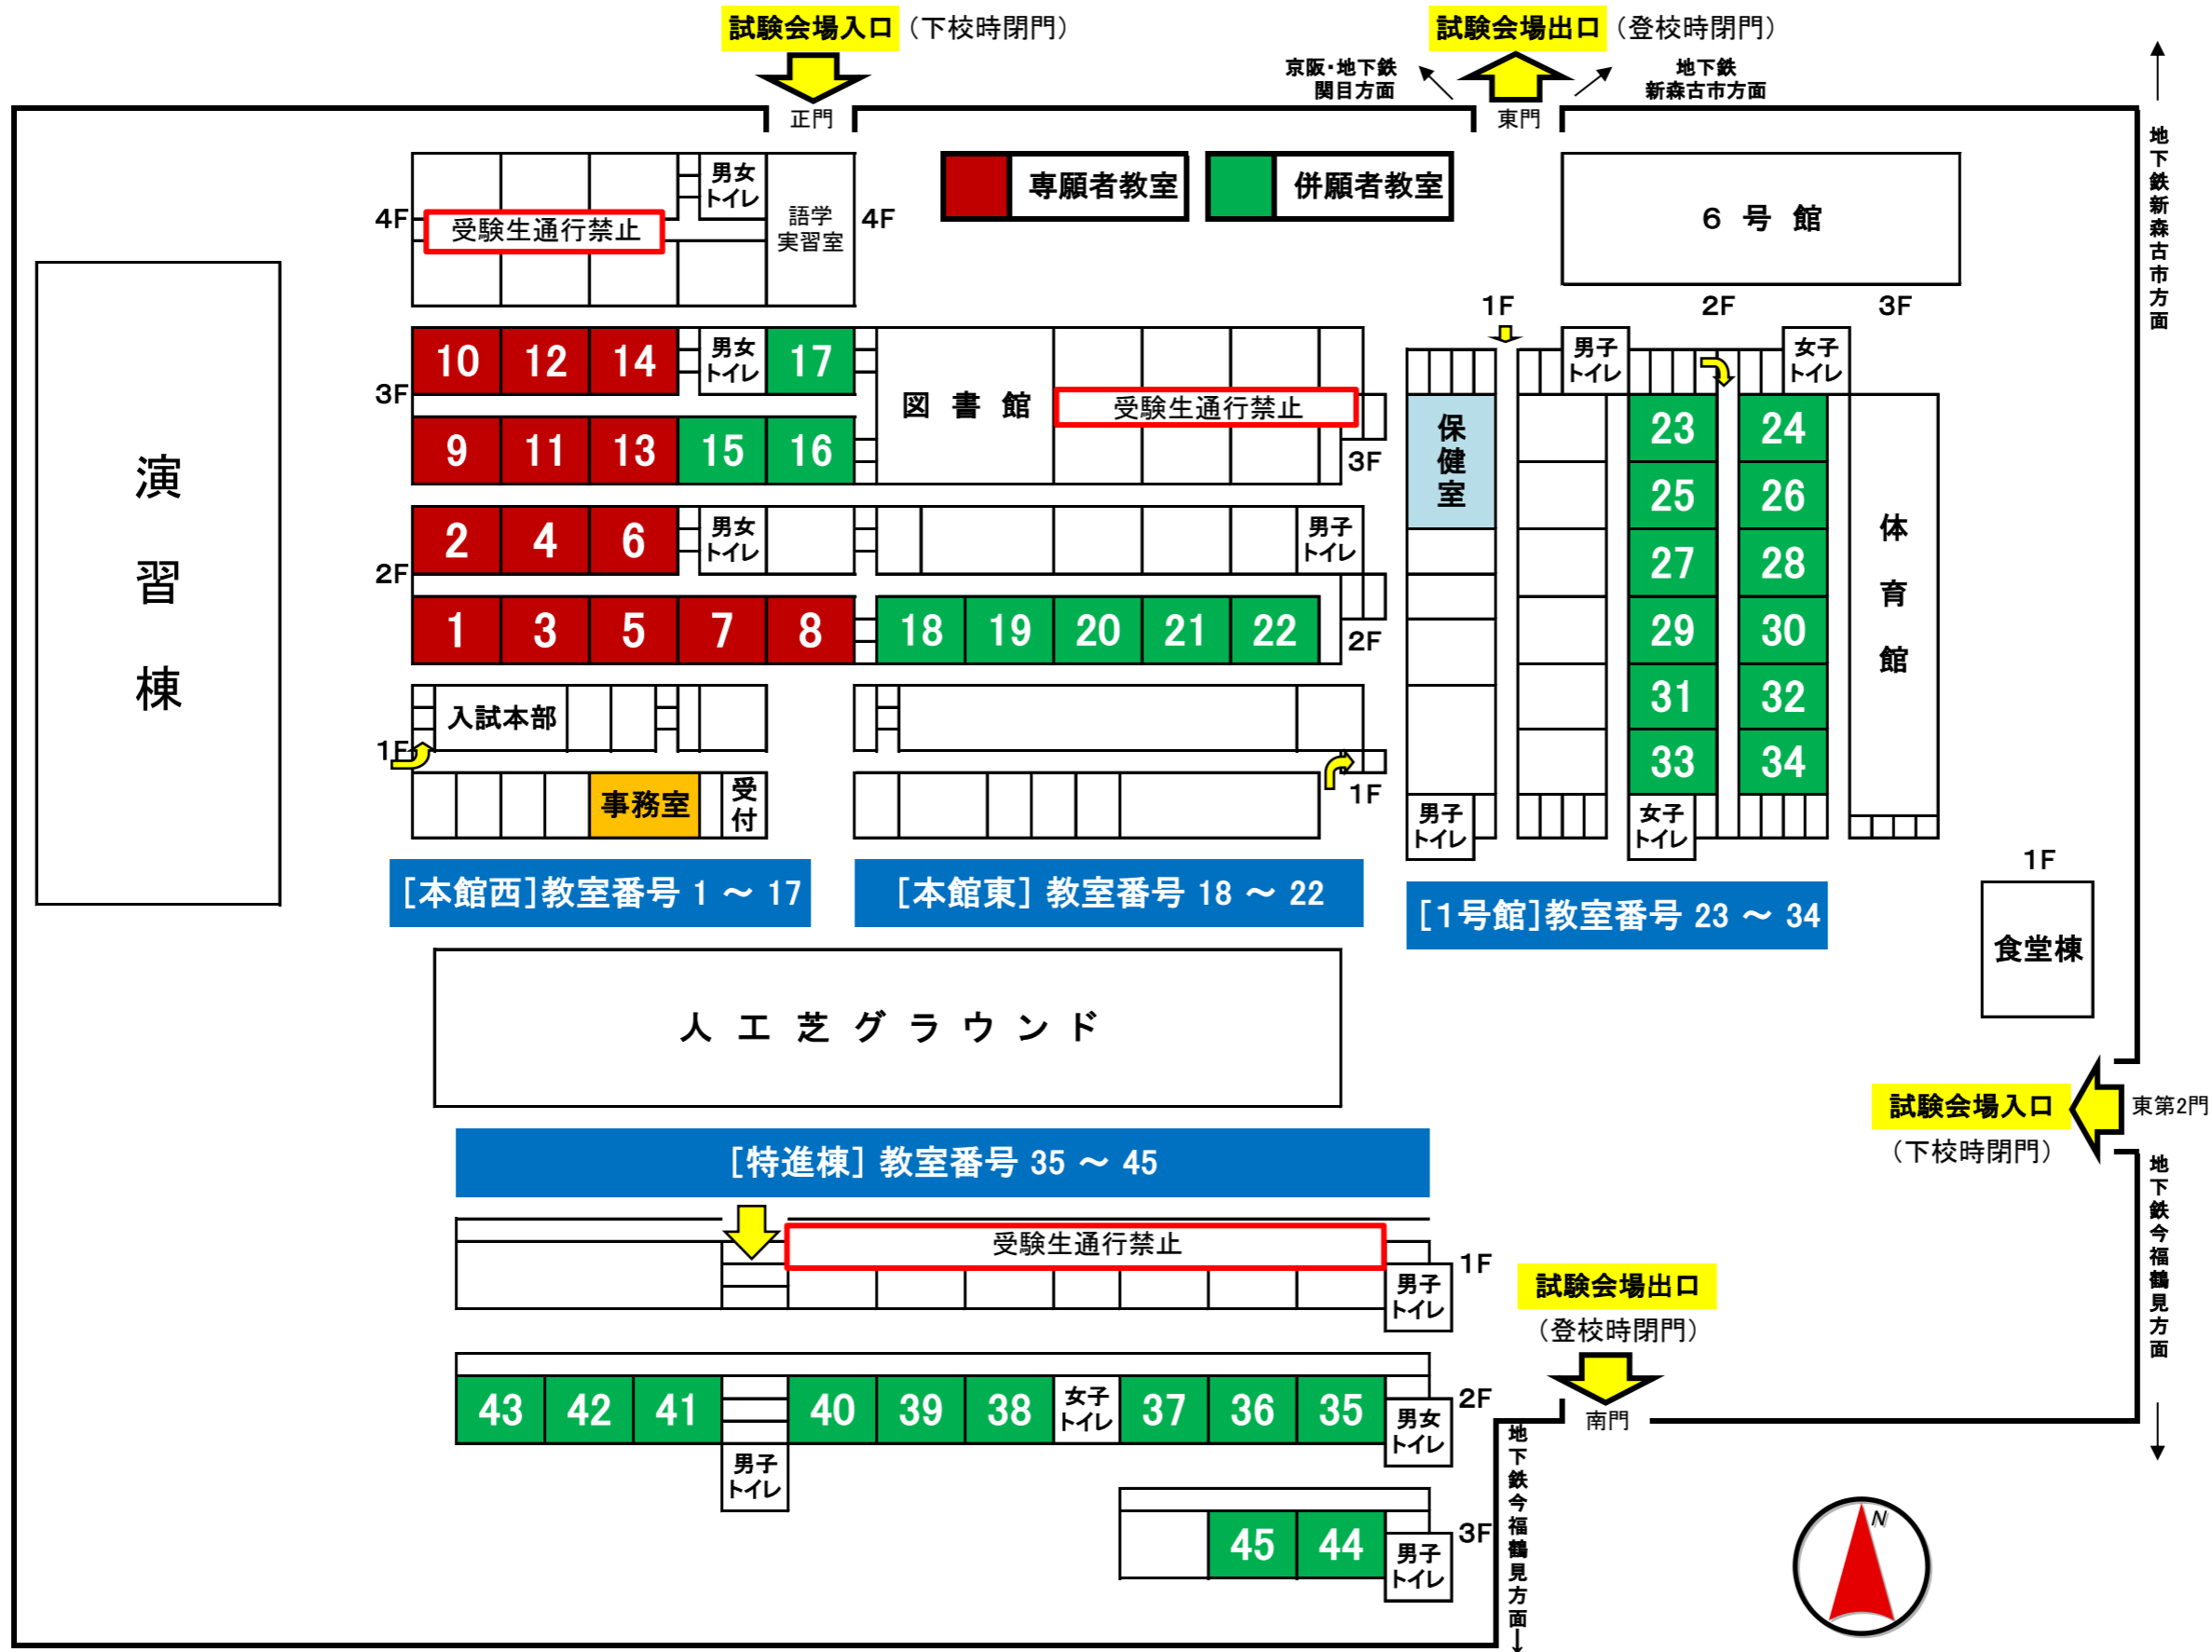 試験会場入口（下校時閉門）
試験会場出口（登校時閉門）
京阪・地下鉄
関目方面
地下鉄
新森古市方面
正門
東門
地下鉄新森古市方面
専願者教室
併願者教室
男女
トイレ
語学
実習室
4F
受験生通行禁止
4F
6 号 館
演習棟
10 12 14
男女
トイレ
17
3F
9 11 13 15 16
図 書 館
受験生通行禁止
3F
2 4 6
男女
トイレ
男子
トイレ
2F
1 3 5 7 8
18 19 20 21 22
2F
入試本部
1F
事務室
受付
1F
1F
2F
3F
男子
トイレ
女子
トイレ
保健室
23 24
25 26
27 28
29 30
31 32
33 34
体育館
男子
トイレ
女子
トイレ
[本館西]教室番号 1 ～ 17
[本館東] 教室番号 18 ～ 22
[1号館]教室番号 23 ～ 34
1F
食堂棟
人 工 芝 グ ラ ウ ン ド
試験会場入口
（下校時閉門）
東第2門
地下鉄今福鶴見方面
[特進棟] 教室番号 35 ～ 45
受験生通行禁止
1F
男子
トイレ
試験会場出口
（登校時閉門）
南門
43 42 41 40 39 38
女子
トイレ
37 36 35
2F
男女
トイレ
男子
トイレ
45 44
3F
男子
トイレ
地下鉄今福鶴見方面
N